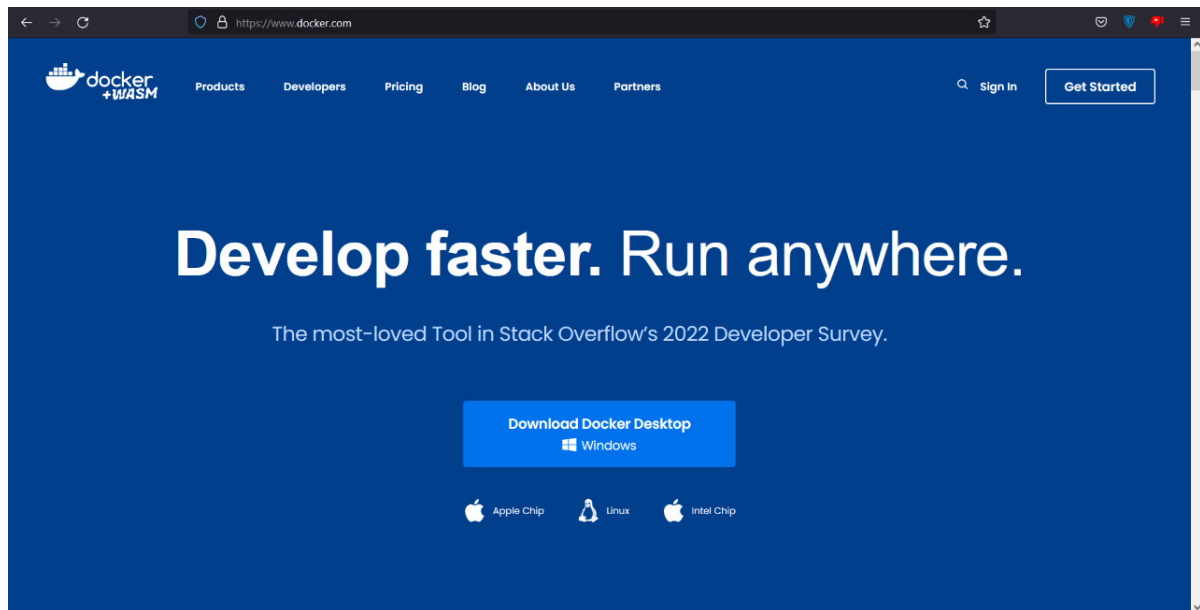 https://www.docker.com
docker
+WASM
Products Developers Pricing Blog About Us Partners Sign In Get Started
Develop faster. Run anywhere.
The most-loved Tool in Stack Overflow's 2022 Developer Survey.
Download Docker Desktop
Windows
Apple Chip Linux Intel Chip